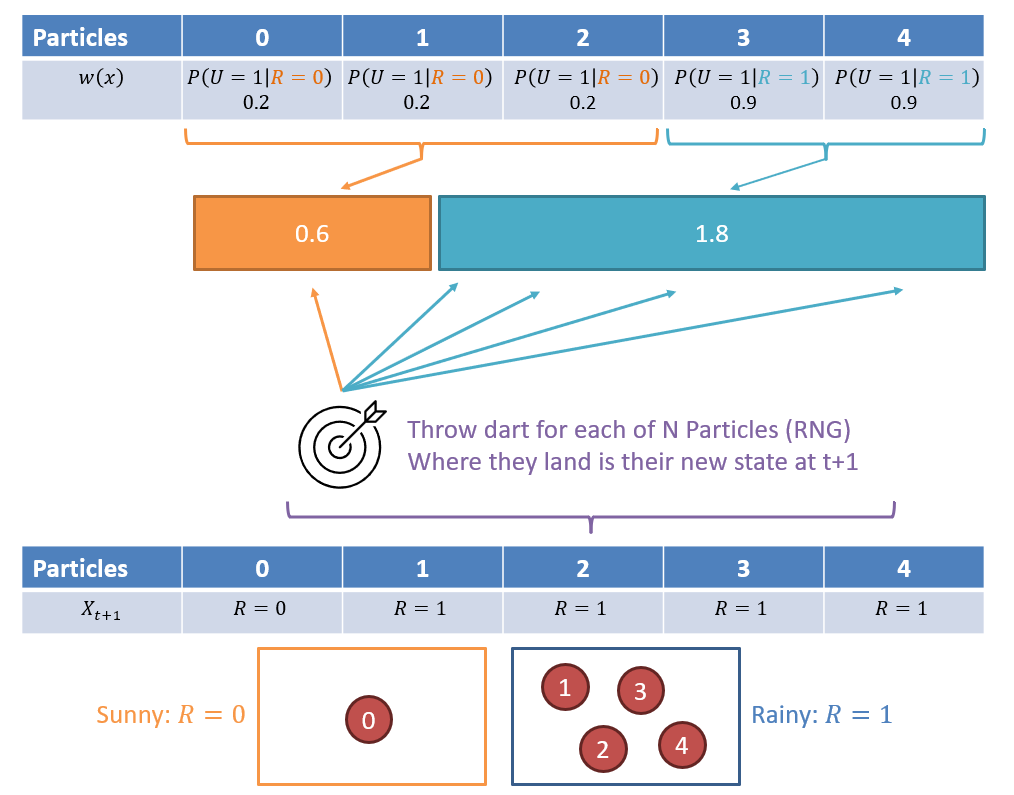 Particles 0 1 2 3 4
w(x) P(U = 1|R = 0) P(U = 1|R = 0) P(U = 1|R = 0) P(U = 1|R = 1) P(U = 1|R = 1)
0.2 0.2 0.2 0.9 0.9
0.6 1.8
Throw dart for each of N Particles (RNG)
Where they land is their new state at t+1
Particles 0 1 2 3 4
X_{t+1} R = 0 R = 1 R = 1 R = 1 R = 1
Sunny: R = 0
0
1 3
2 4
Rainy: R = 1